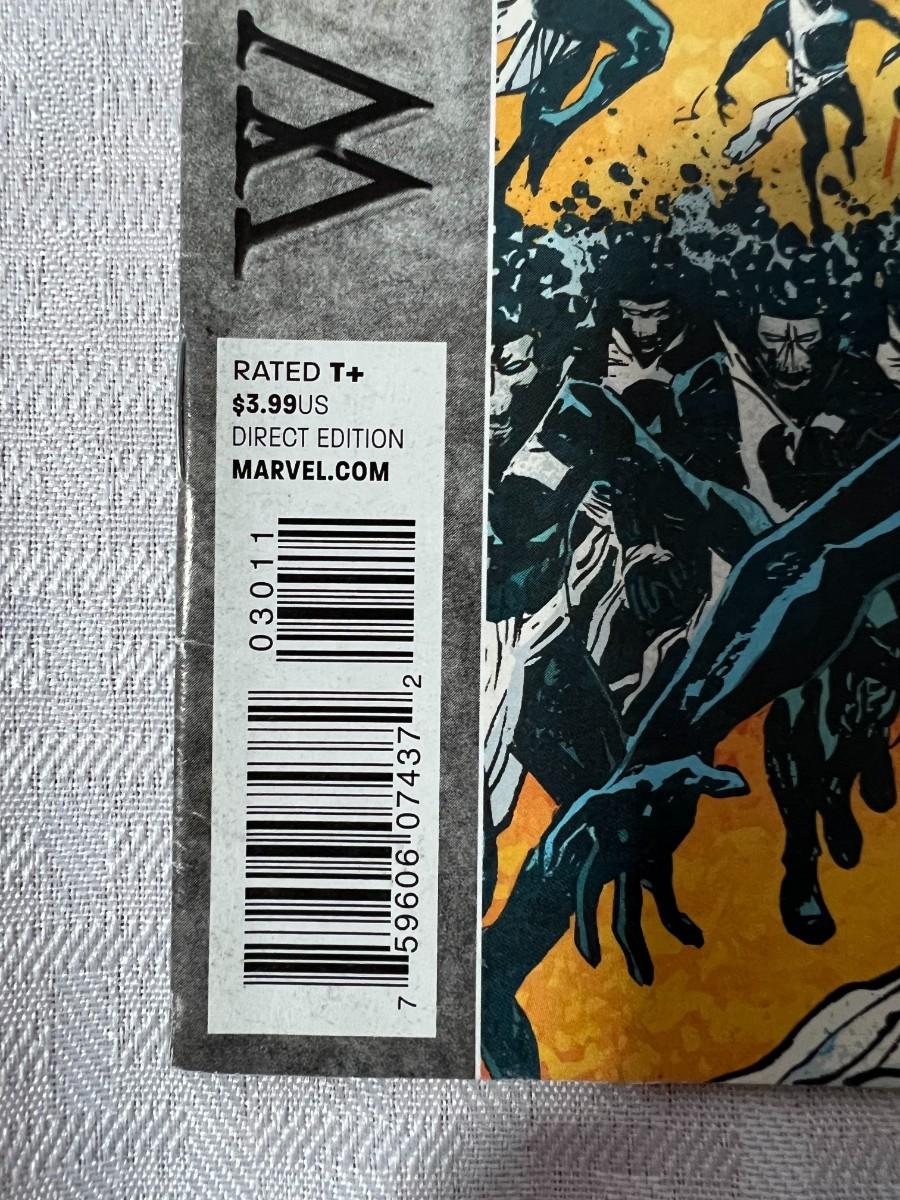 W
RATED T+
$3.99US
DIRECT EDITION
MARVEL.COM
03011
7 59606 07437 2